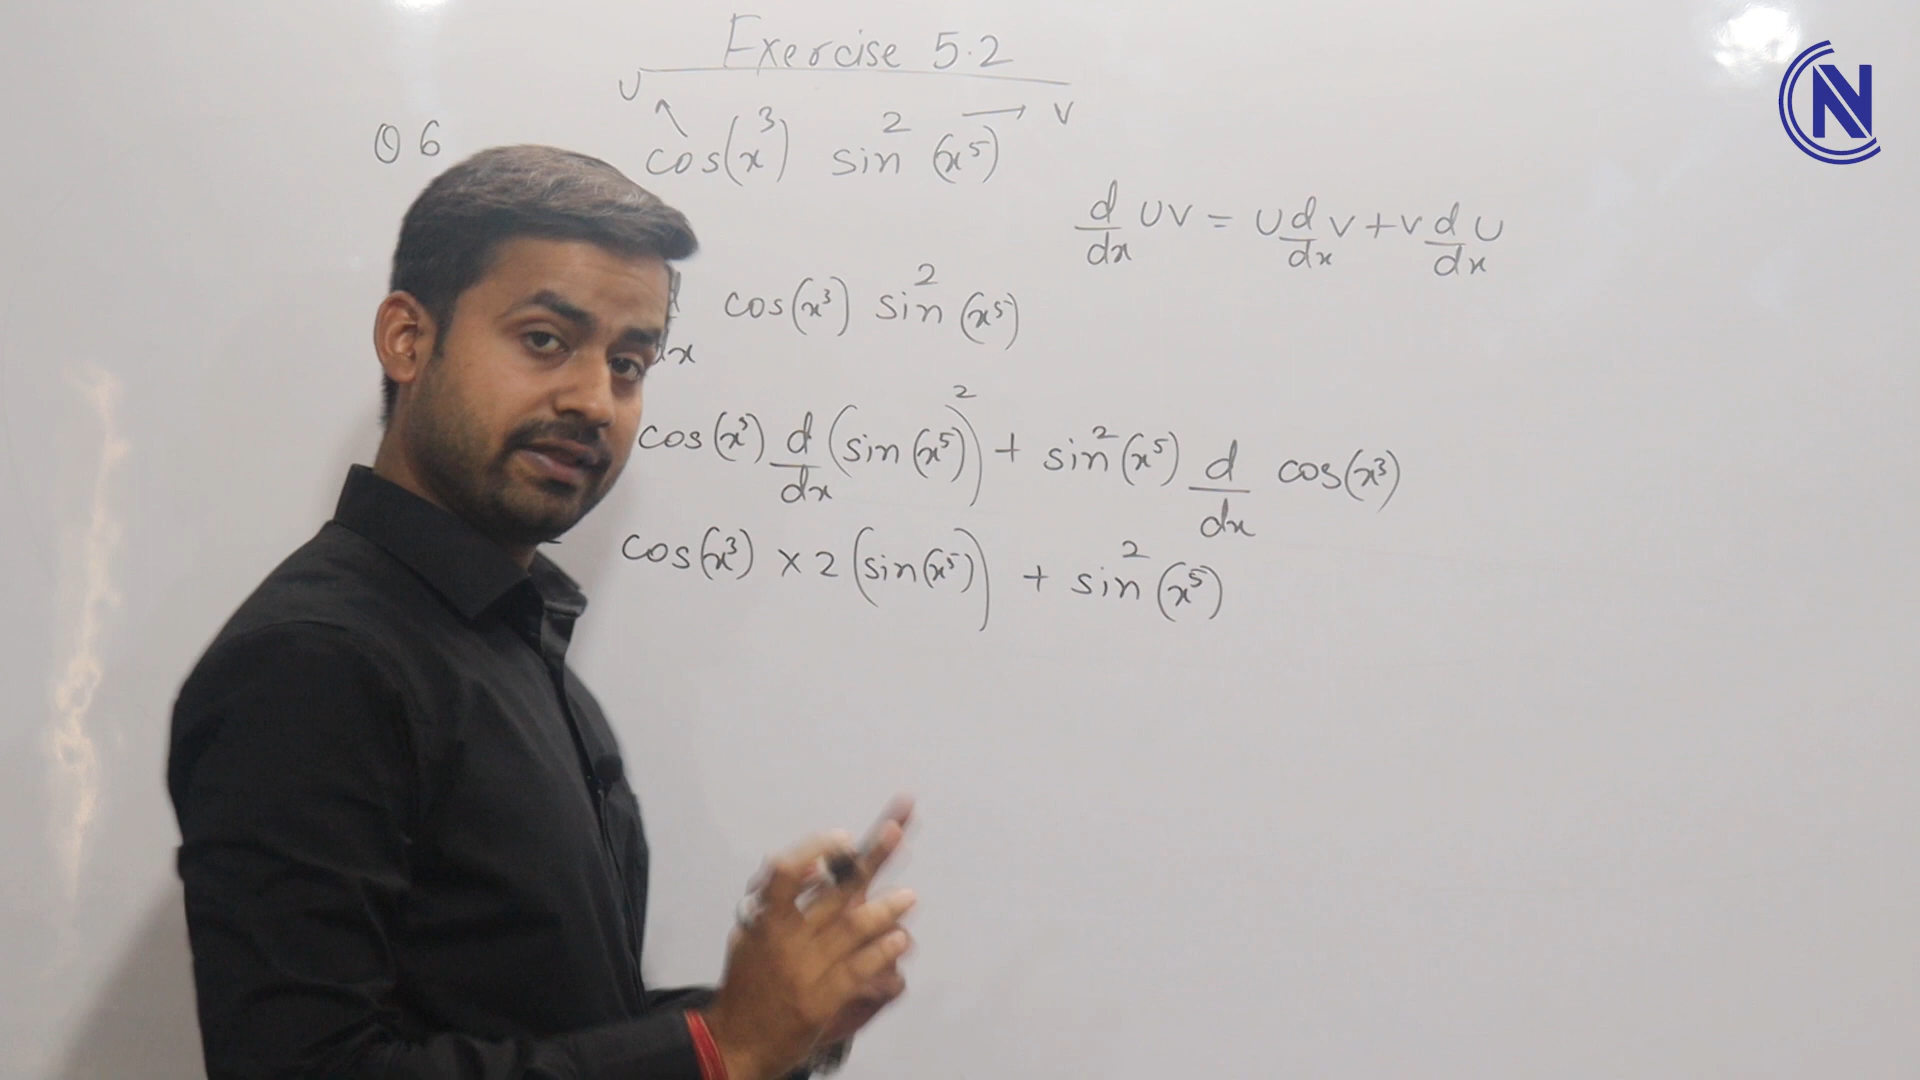 Exercise 5.2
U V
Q 6 cos(x³) sin²(x⁵)
d/dx UV = U d/dx V + V d/dx U
d/dx cos(x³) sin²(x⁵)
cos(x³) d/dx (sin(x⁵))² + sin²(x⁵) d/dx cos(x³)
cos(x³) × 2 (sin(x⁵)) + sin²(x⁵)
N